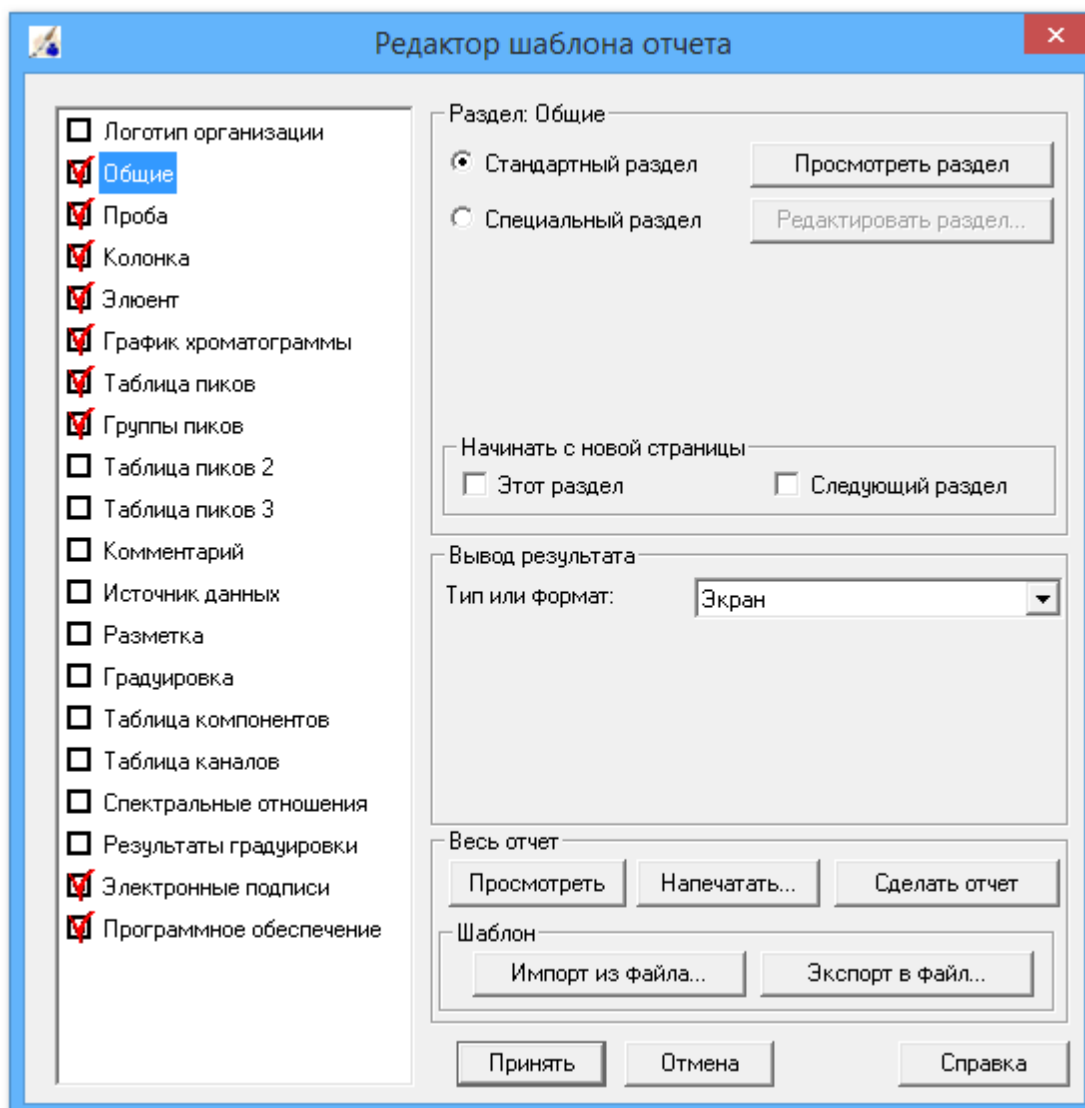 Редактор шаблона отчета
Логотип организации
Общие
Проба
Колонка
Элюент
График хроматограммы
Таблица пиков
Группы пиков
Таблица пиков 2
Таблица пиков 3
Комментарий
Источник данных
Разметка
Градуировка
Таблица компонентов
Таблица каналов
Спектральные отношения
Результаты градуировки
Электронные подписи
Программное обеспечение
Раздел: Общие
Стандартный раздел Просмотреть раздел
Специальный раздел Редактировать раздел...
Начинать с новой страницы
Этот раздел Следующий раздел
Вывод результата
Тип или формат: Экран
Весь отчет
Просмотреть Напечатать... Сделать отчет
Шаблон
Импорт из файла... Экспорт в файл...
Принять Отмена Справка